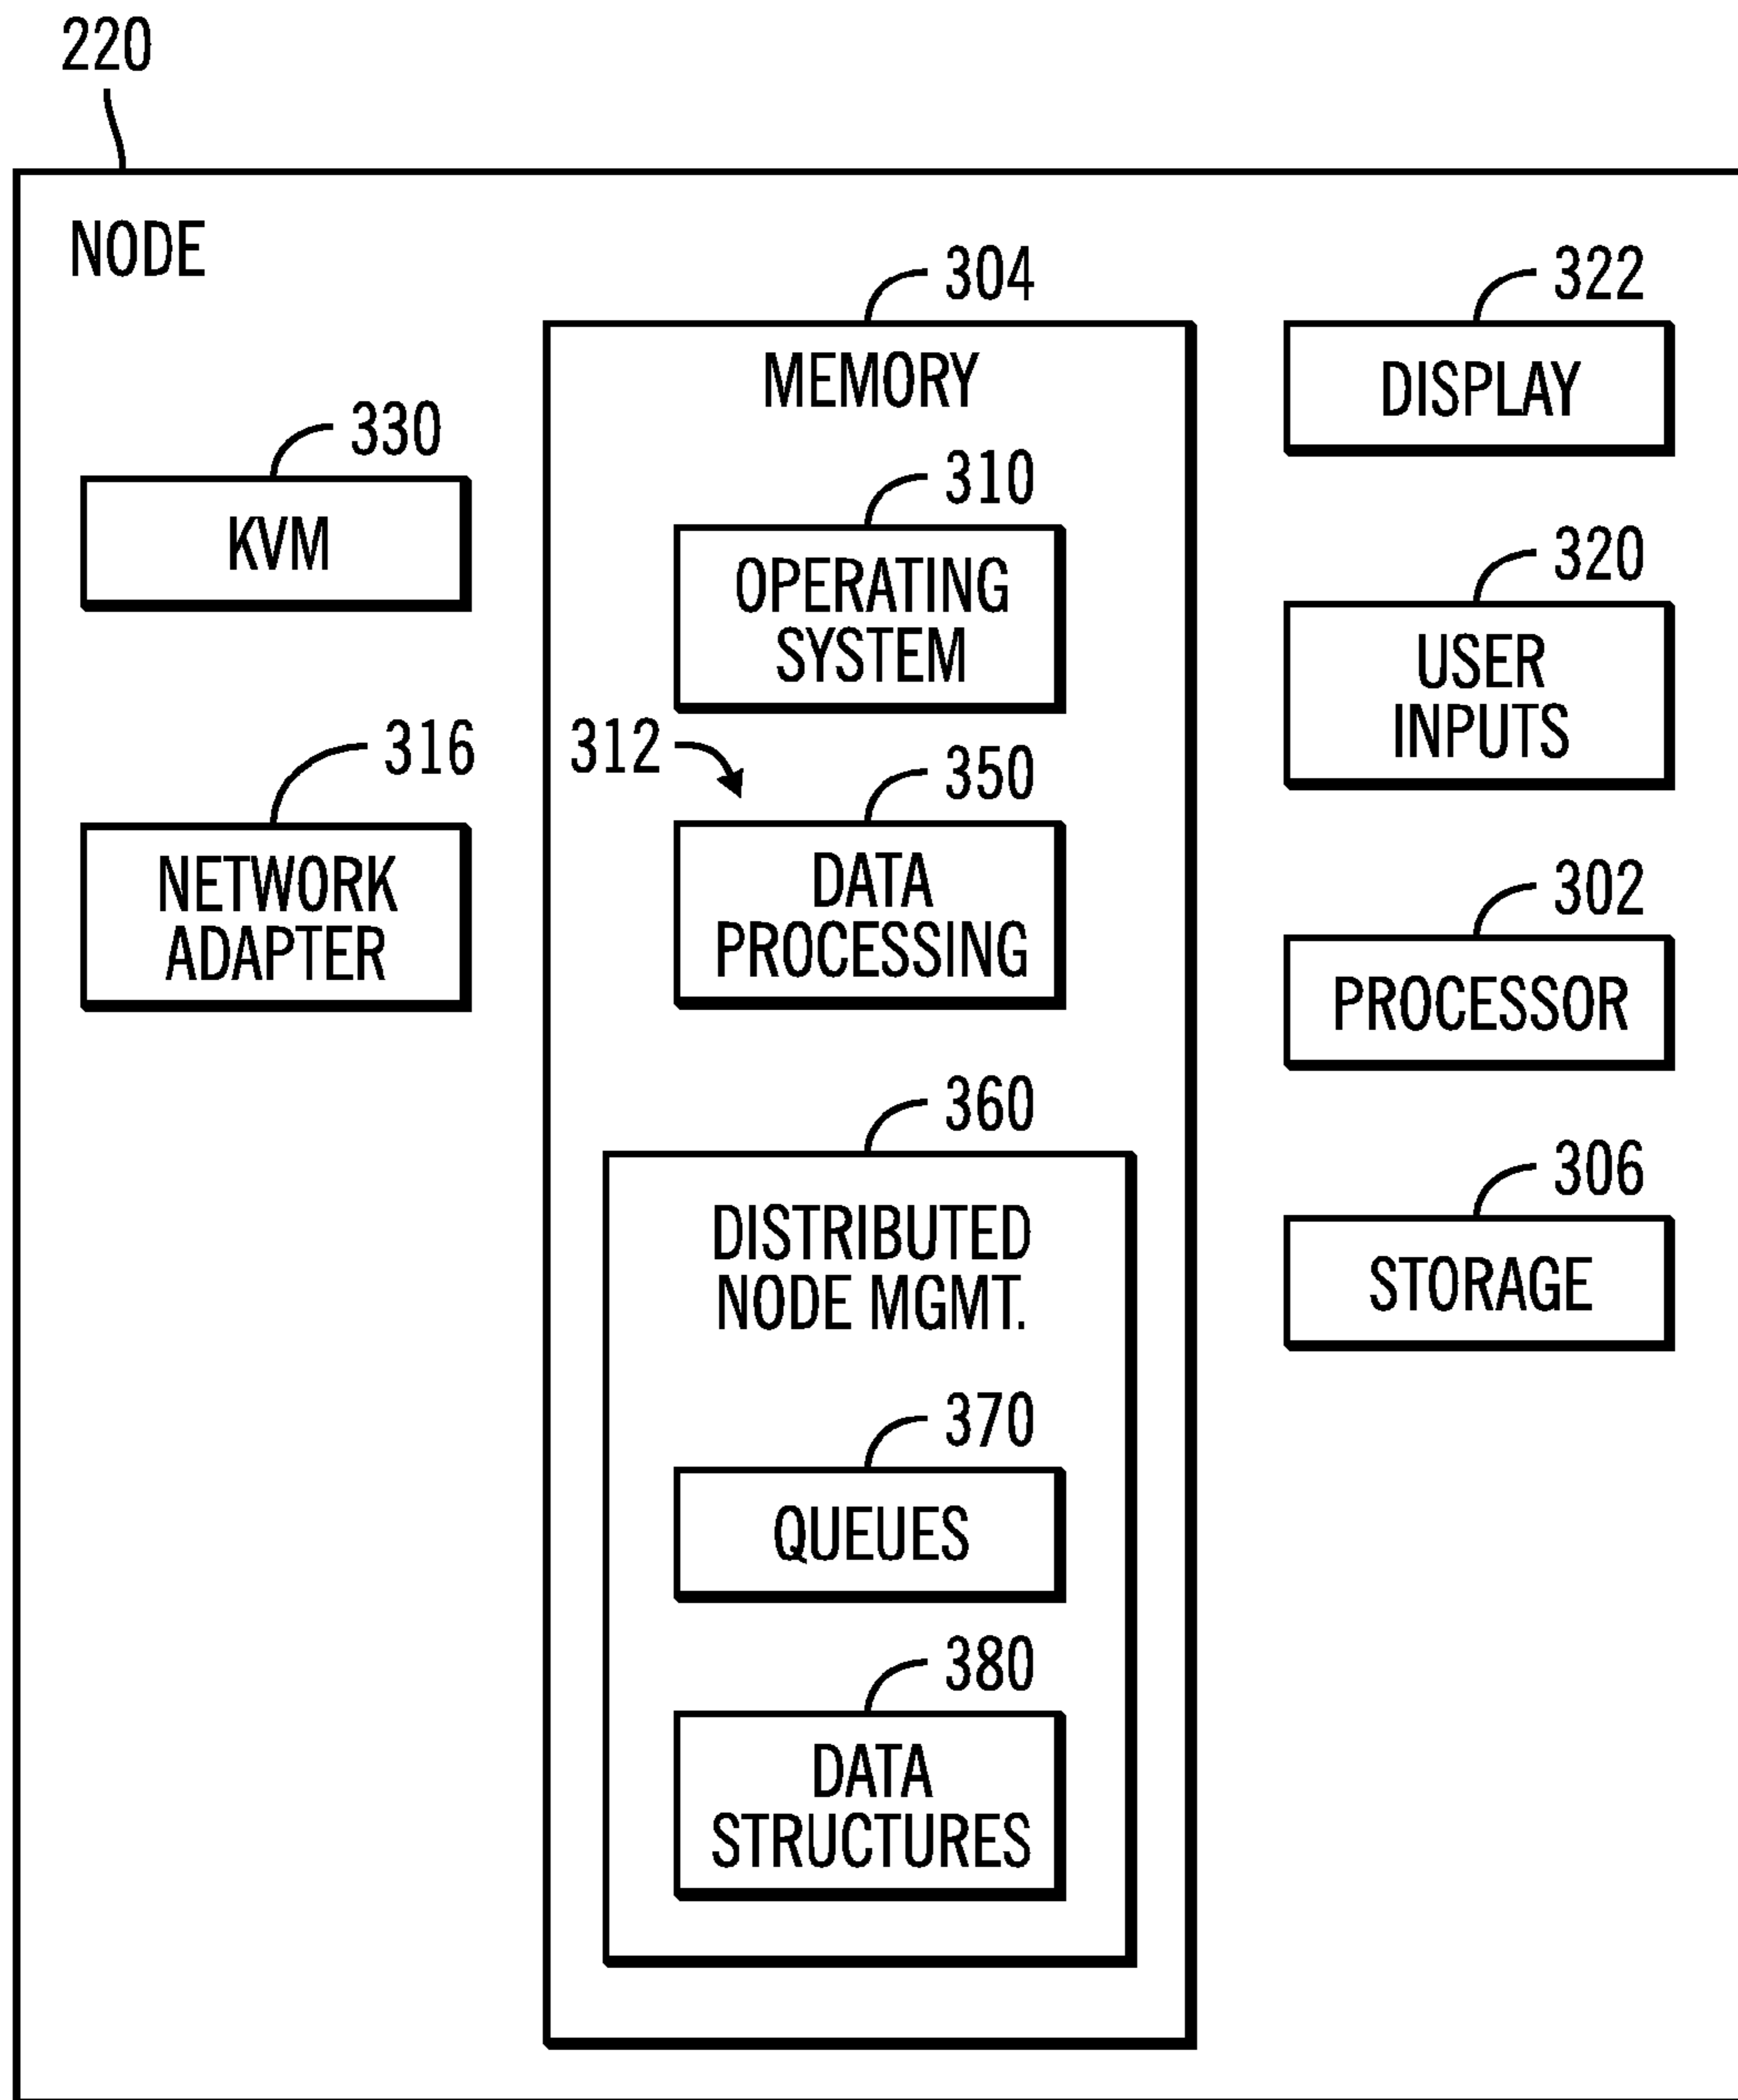 220
NODE
304
MEMORY
322
DISPLAY
330
KVM
310
OPERATING
SYSTEM
320
USER
INPUTS
316
NETWORK
ADAPTER
312
350
DATA
PROCESSING
302
PROCESSOR
360
DISTRIBUTED
NODE MGMT.
306
STORAGE
370
QUEUES
380
DATA
STRUCTURES